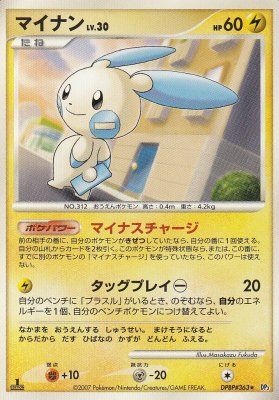 マイナン LV.30 HP 60
たね
NO.312 おうえんポケモン 高さ：0.4m 重さ：4.2kg
ポケパワー マイナスチャージ
前の相手の番に、自分のポケモンがきぜつしていたなら、自分の番に1回使える。
自分の山札からカードを2枚引く。このポケモンが特殊状態なら、または、この番に、
すでに別のポケモンの「マイナスチャージ」を使っていたなら、このパワーは使え
ない。
タッグプレイ 20
自分のベンチに「プラスル」がいるとき、のぞむなら、自分のエ
ネルギーを1個、自分のベンチポケモンにつけ替えてよい。
なかまを おうえんする しゅうせい。まけそうに なると
からだから だす ひばなの かずが どんどん ふえる。
Illus.Masakazu Fukuda
1 EDITION
弱点 +10
抵抗力 -20
にげる
©2007 Pokémon/Nintendo/Creatures/GAME FREAK.
DPBP#363
DP5